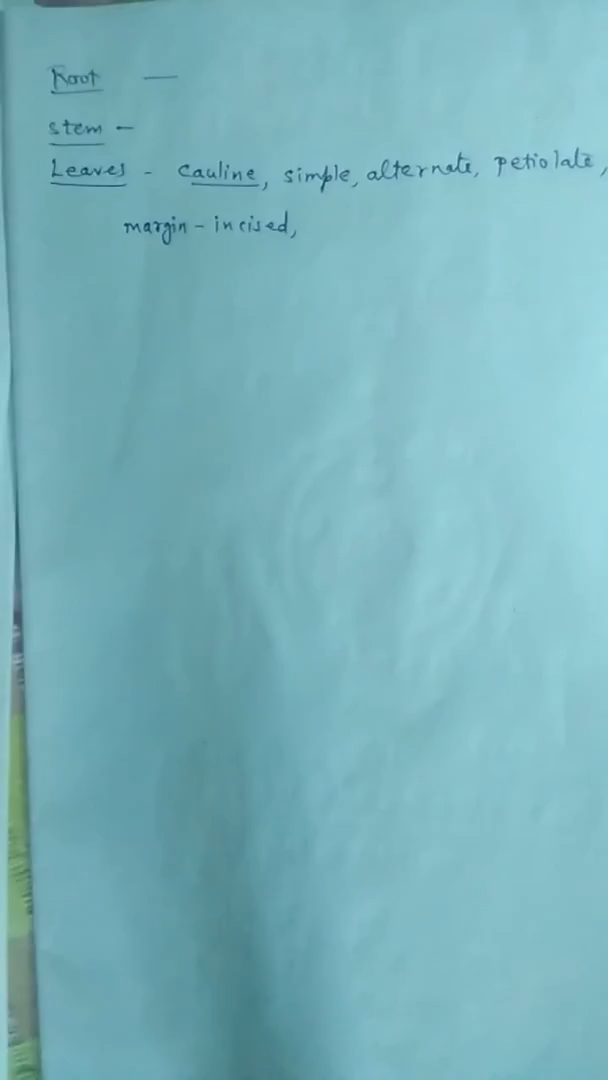 Root —
stem -
Leaves - cauline, simple, alternate, petiolate,
margin - incised,